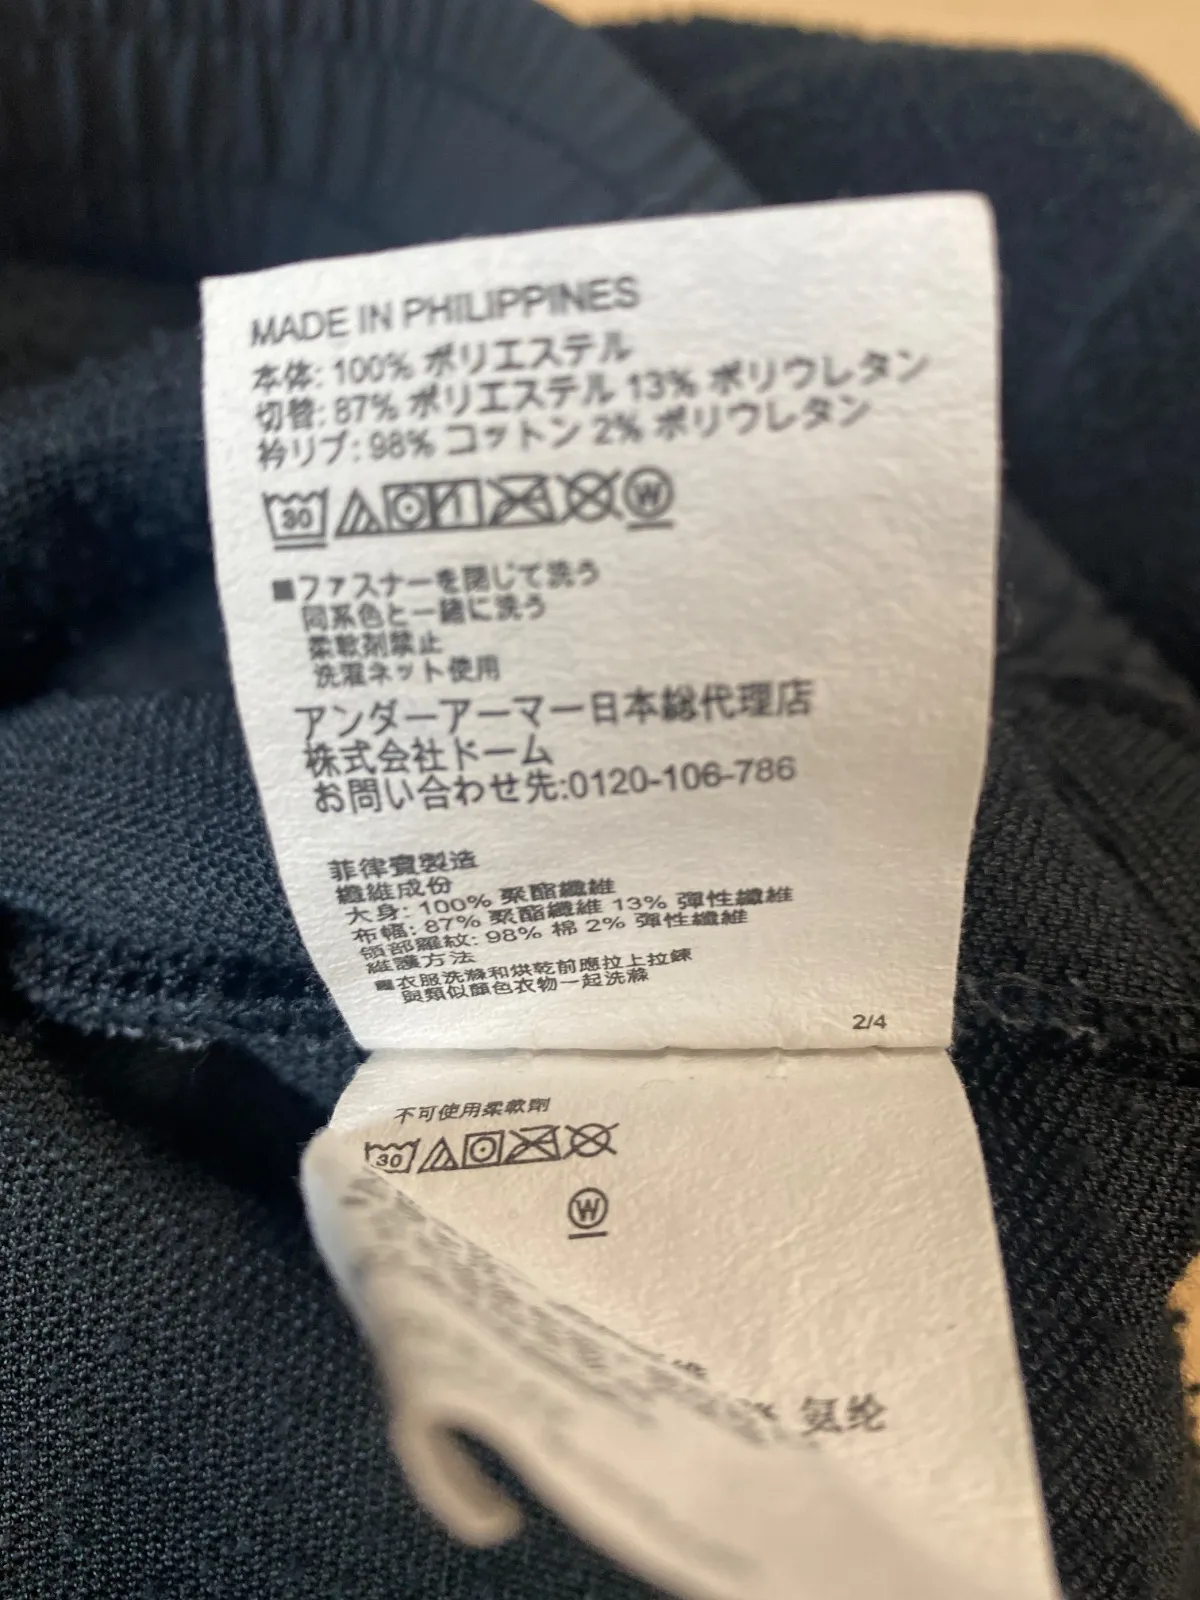 MADE IN PHILIPPINES
本体: 100% ポリエステル
切替: 87% ポリエステル 13% ポリウレタン
衿リブ: 98% コットン 2% ポリウレタン
30
W
■ファスナーを閉じて洗う
同系色と一緒に洗う
柔軟剤禁止
洗濯ネット使用
アンダーアーマー日本総代理店
株式会社ドーム
お問い合わせ先:0120-106-786
菲律賓製造
纖維成份
大身: 100% 聚酯纖維
布幅: 87% 聚酯纖維 13% 彈性纖維
領部羅紋: 98% 棉 2% 彈性纖維
維護方法
■衣服洗滌和烘乾前應拉上拉鍊
與類似顏色衣物一起洗滌
2/4
不可使用柔軟劑
30
W
氨纶